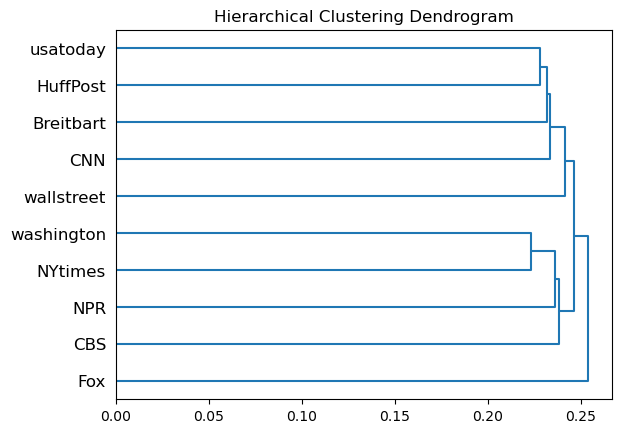 Hierarchical Clustering Dendrogram
usatoday
HuffPost
Breitbart
CNN
wallstreet
washington
NYtimes
NPR
CBS
Fox
0.00 0.05 0.10 0.15 0.20 0.25